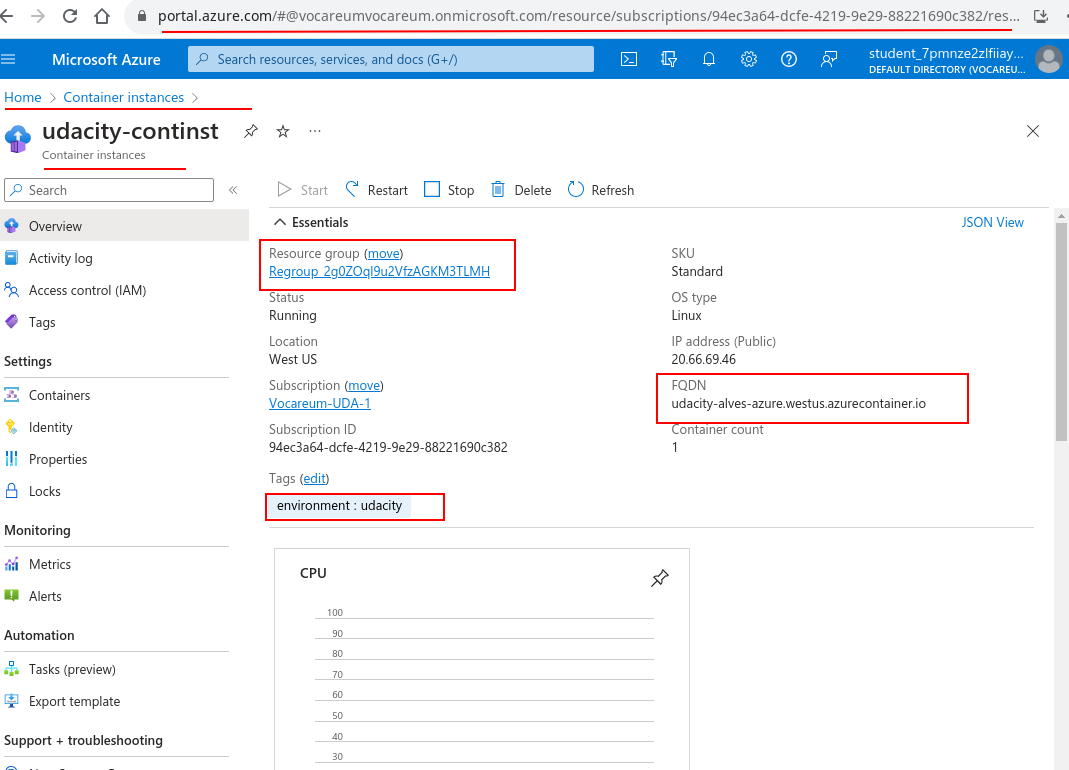 portal.azure.com/#@vocareumvocareum.onmicrosoft.com/resource/subscriptions/94ec3a64-dcfe-4219-9e29-88221690c382/res...
Microsoft Azure
Search resources, services, and docs (G+/)
student_7pmnze2zlfiiay...
DEFAULT DIRECTORY (VOCAREU...
Home > Container instances >
udacity-continst
Container instances
Search
Start
Restart
Stop
Delete
Refresh
Overview
Activity log
Access control (IAM)
Tags
Settings
Containers
Identity
Properties
Locks
Monitoring
Metrics
Alerts
Automation
Tasks (preview)
Export template
Support + troubleshooting
Essentials
JSON View
Resource group (move)
Regroup_2g0ZOqI9u2VfzAGKM3TLMH
Status
Running
Location
West US
Subscription (move)
Vocareum-UDA-1
Subscription ID
94ec3a64-dcfe-4219-9e29-88221690c382
SKU
Standard
OS type
Linux
IP address (Public)
20.66.69.46
FQDN
udacity-alves-azure.westus.azurecontainer.io
Container count
1
Tags (edit)
environment : udacity
CPU
100
90
80
70
60
50
40
30